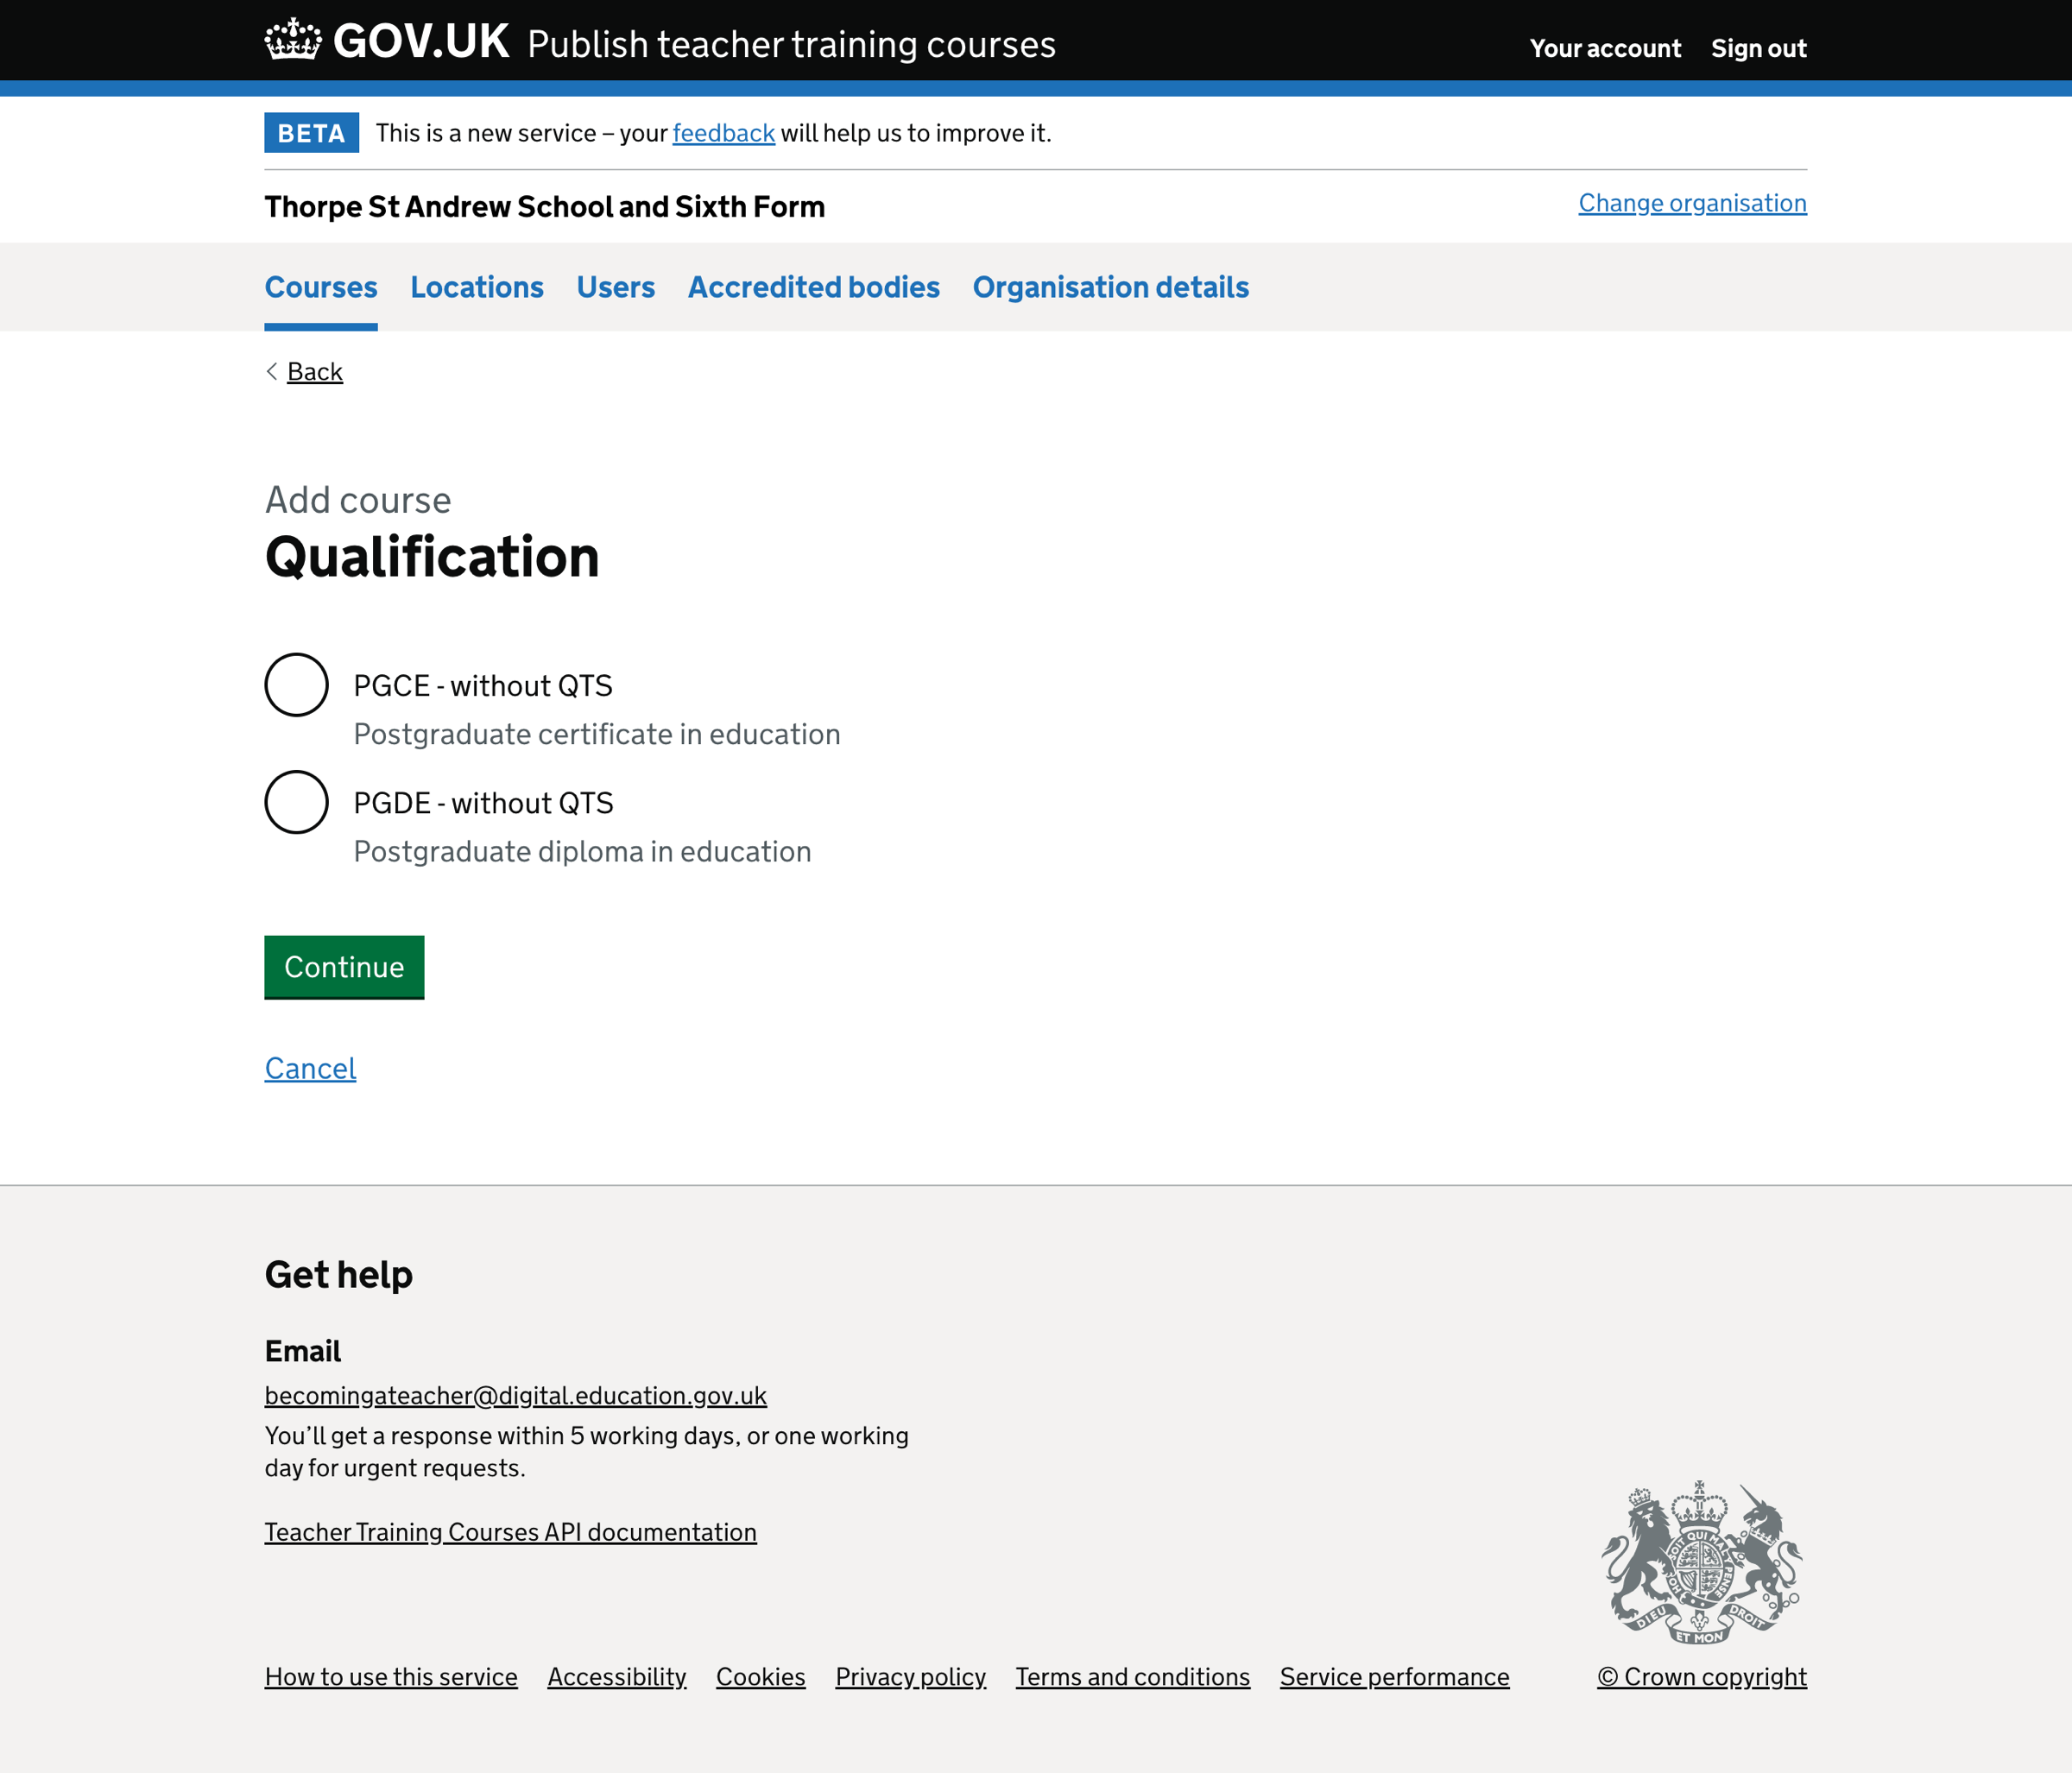 GOV.UK Publish teacher training courses
Your account Sign out
BETA This is a new service – your feedback will help us to improve it.
Thorpe St Andrew School and Sixth Form
Change organisation
Courses Locations Users Accredited bodies Organisation details
Back
Add course
Qualification
PGCE - without QTS
Postgraduate certificate in education
PGDE - without QTS
Postgraduate diploma in education
Continue
Cancel
Get help
Email
becomingateacher@digital.education.gov.uk
You’ll get a response within 5 working days, or one working
day for urgent requests.
Teacher Training Courses API documentation
DIEU ET MON DROIT
How to use this service Accessibility Cookies Privacy policy Terms and conditions Service performance
© Crown copyright